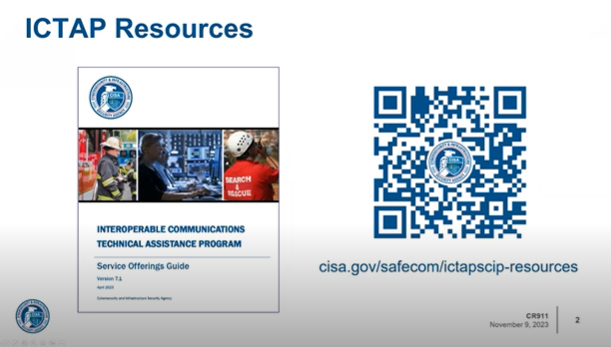 ICTAP Resources
CISA
SEARCH &
RESCUE
INTEROPERABLE COMMUNICATIONS
TECHNICAL ASSISTANCE PROGRAM
Service Offerings Guide
Version 7.1
April 2023
Cybersecurity and Infrastructure Security Agency
CISA
cisa.gov/safecom/ictapscip-resources
CR911
November 9, 2023
2